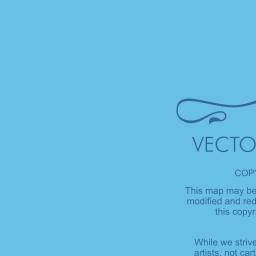 VECTO
COPY
This map may be
modified and red
this copyr
While we strive
artists, not cart